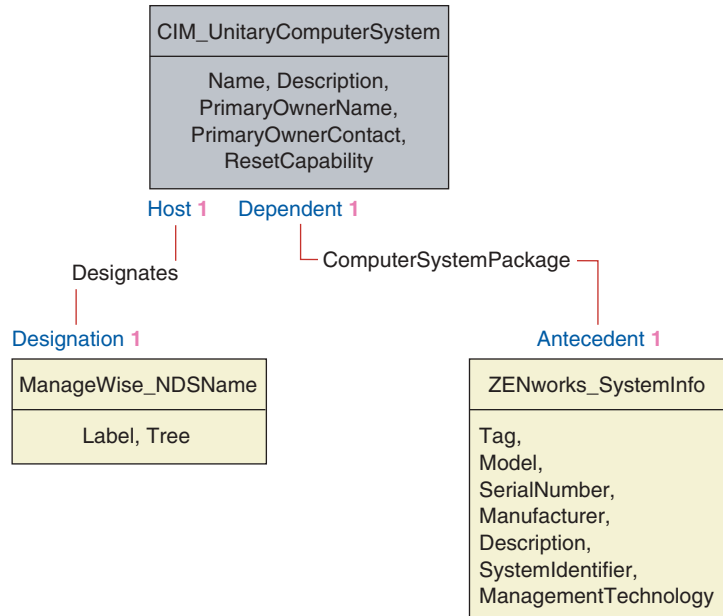 CIM_UnitaryComputerSystem
Name, Description,
PrimaryOwnerName,
PrimaryOwnerContact,
ResetCapability
Host 1 Dependent 1
Designates
ComputerSystemPackage
Designation 1
Antecedent 1
ManageWise_NDSName
Label, Tree
ZENworks_SystemInfo
Tag,
Model,
SerialNumber,
Manufacturer,
Description,
SystemIdentifier,
ManagementTechnology